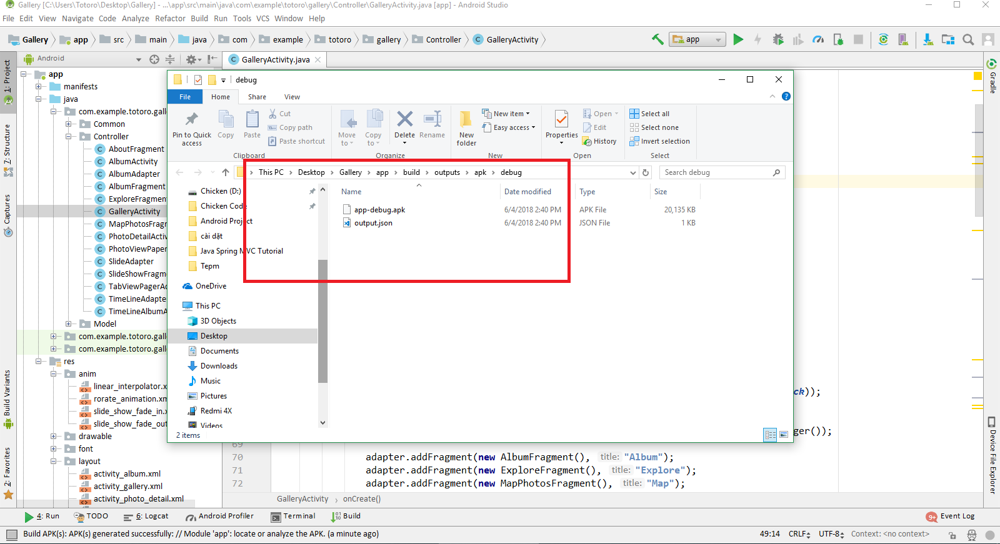 Gallery [C:\Users\Totoro\Desktop\Gallery] - ...\app\src\main\java\com\example\totoro\gallery\Controller\GalleryActivity.java [app] - Android Studio
File Edit View Navigate Code Analyze Refactor Build Run Tools VCS Window Help
Gallery app src main java com example totoro gallery Controller GalleryActivity app
Android
GalleryActivity.java
1: Project
7: Structure
Captures
Build Variants
2: Favorites
app
manifests
java
com.example.totoro.gall
Common
Controller
AboutFragment
AlbumActivity
AlbumAdapter
AlbumFragment
ExploreFragment
GalleryActivity
MapPhotosFragr
PhotoDetailActiv
PhotoViewPaper
SlideAdapter
SlideShowFragm
TabViewPagerAd
TimeLineAdapte
TimeLineAlbumA
Model
com.example.totoro.gall
com.example.totoro.gall
res
anim
linear_interpolator.x
rorate_animation.xm
slide_show_fade_in.x
slide_show_fade_out
drawable
font
layout
activity_album.xml
activity_gallery.xml
activity_photo_detail.xml
debug
File Home Share View
Pin to Quick access
Copy
Paste
Cut
Copy path
Paste shortcut
Clipboard
Move to
Copy to
Delete
Rename
Organize
New folder
New item
Easy access
New
Properties
Open
Edit
History
Open
Select all
Select none
Invert selection
Select
This PC > Desktop > Gallery > app > build > outputs > apk > debug
Search debug
Name Date modified Type Size
app-debug.apk 6/4/2018 2:40 PM APK File 20,135 KB
output.json 6/4/2018 2:40 PM JSON File 1 KB
Chicken (D:)
Chicken Code
Android Project
cài dặt
Java Spring MVC Tutorial
Tepm
OneDrive
This PC
3D Objects
Desktop
Documents
Downloads
Music
Pictures
Redmi 4X
Videos
2 items
ck));
ger());
69
70 adapter.addFragment(new AlbumFragment(), title: "Album");
71 adapter.addFragment(new ExploreFragment(), title: "Explore");
72 adapter.addFragment(new MapPhotosFragment(), title: "Map");
GalleryActivity > onCreate()
Gradle
Device File Explorer
4: Run TODO 6: Logcat Android Profiler Terminal Build 9+ Event Log
Build APK(s): APK(s) generated successfully: // Module 'app': locate or analyze the APK. (a minute ago) 49:14 CRLF UTF-8 Context: <no context>